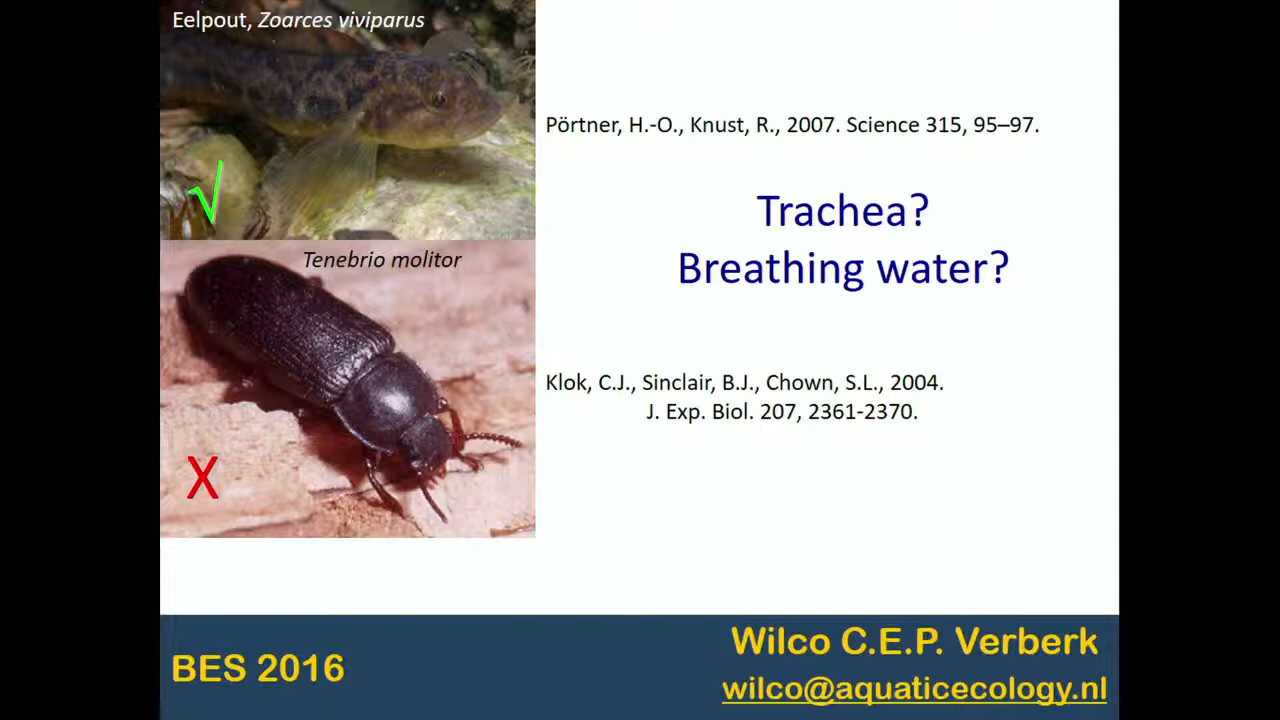 Eelpout, Zoarces viviparus
√
Pörtner, H.-O., Knust, R., 2007. Science 315, 95–97.
Trachea?
Breathing water?
Tenebrio molitor
X
Klok, C.J., Sinclair, B.J., Chown, S.L., 2004.
J. Exp. Biol. 207, 2361-2370.
BES 2016
Wilco C.E.P. Verberk
wilco@aquaticecology.nl